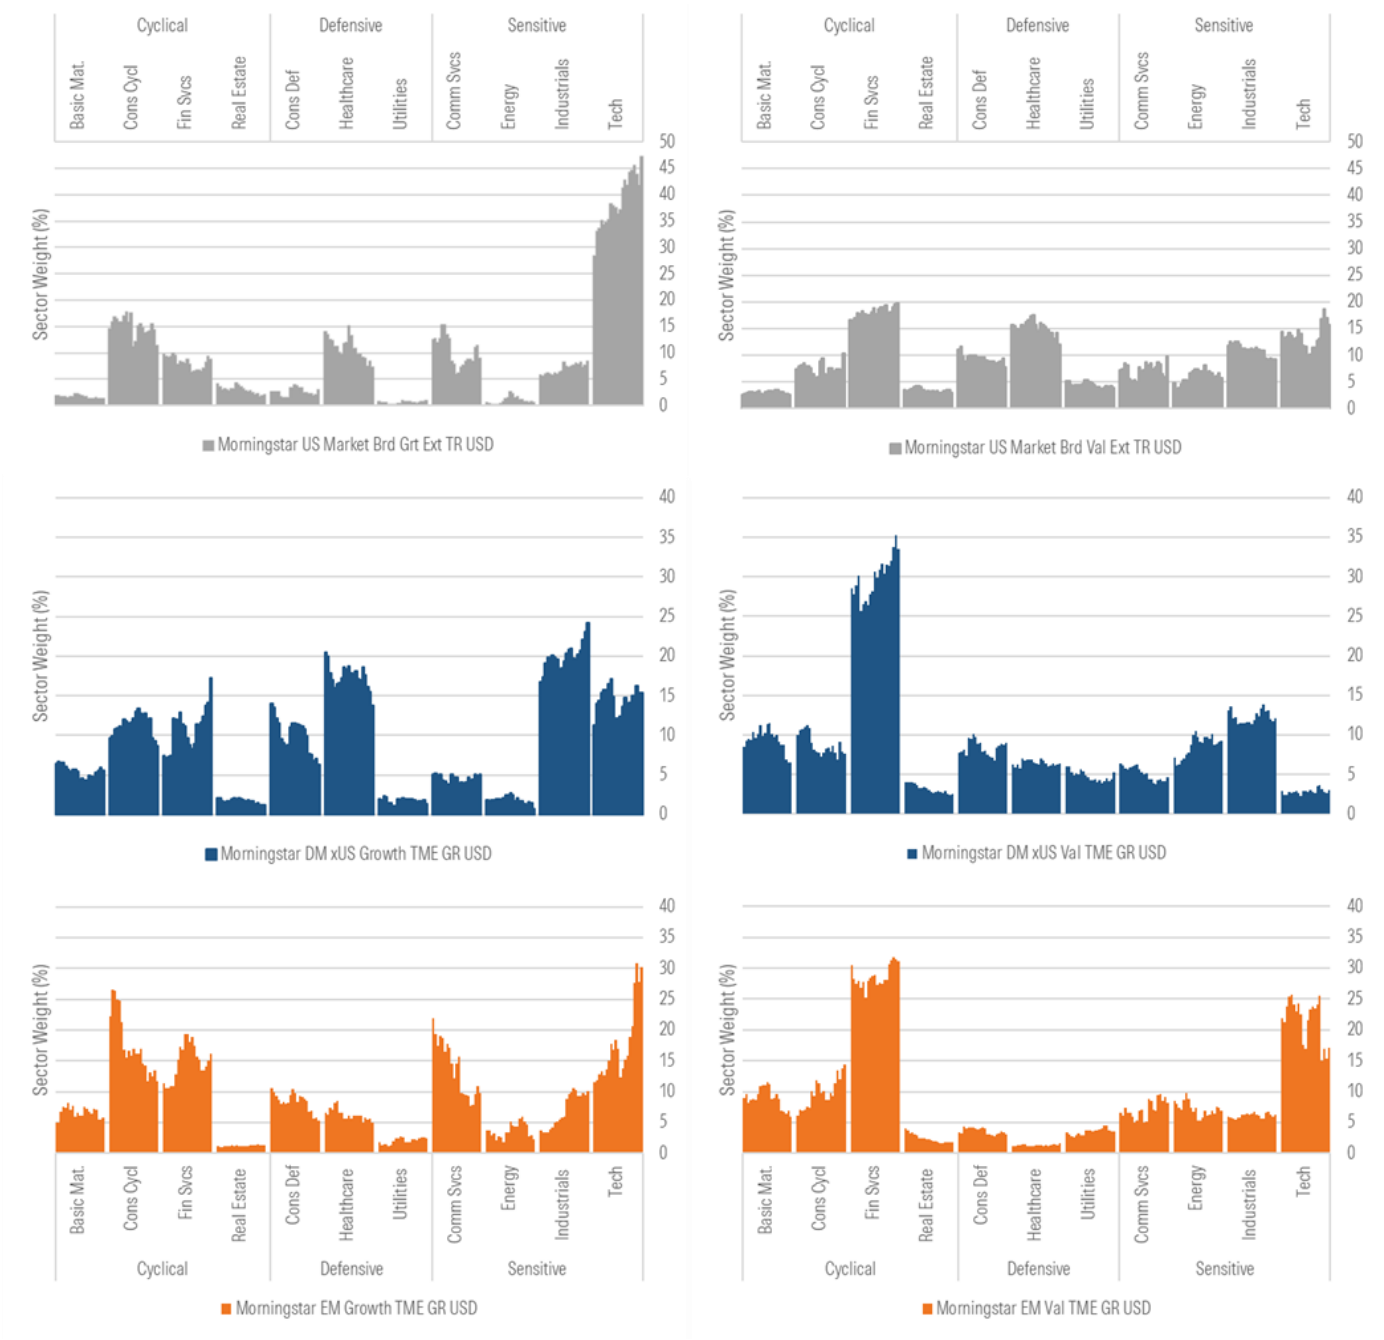 Cyclical Defensive Sensitive
Basic Mat. Cons Cycl Fin Svcs Real Estate Cons Def Healthcare Utilities Comm Svcs Energy Industrials Tech
Sector Weight (%)
50
45
40
35
30
25
20
15
10
5
0
Morningstar US Market Brd Grt Ext TR USD
Cyclical Defensive Sensitive
Basic Mat. Cons Cycl Fin Svcs Real Estate Cons Def Healthcare Utilities Comm Svcs Energy Industrials Tech
Sector Weight (%)
50
45
40
35
30
25
20
15
10
5
0
Morningstar US Market Brd Val Ext TR USD
Sector Weight (%)
40
35
30
25
20
15
10
5
0
Morningstar DM xUS Growth TME GR USD
Sector Weight (%)
40
35
30
25
20
15
10
5
0
Morningstar DM xUS Val TME GR USD
Sector Weight (%)
40
35
30
25
20
15
10
5
0
Basic Mat. Cons Cycl Fin Svcs Real Estate Cons Def Healthcare Utilities Comm Svcs Energy Industrials Tech
Cyclical Defensive Sensitive
Morningstar EM Growth TME GR USD
Sector Weight (%)
40
35
30
25
20
15
10
5
0
Basic Mat. Cons Cycl Fin Svcs Real Estate Cons Def Healthcare Utilities Comm Svcs Energy Industrials Tech
Cyclical Defensive Sensitive
Morningstar EM Val TME GR USD